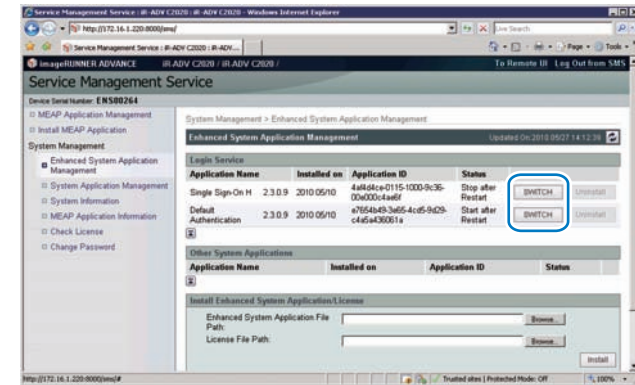 Service Management Service : iR-ADV C2020 : iR-ADV C2020 - Windows Internet Explorer
http://172.16.1.220:8000/sms/
Live Search
Service Management Service : iR-ADV C2020 : iR-ADV...
Page
Tools
imageRUNNER ADVANCE
iR-ADV C2020 / iR-ADV C2020 /
To Remote UI
Log Out from SMS
Service Management Service
Device Serial Number: ENS00264
MEAP Application Management
Install MEAP Application
System Management
Enhanced System Application Management
System Application Management
System Information
MEAP Application Information
Check License
Change Password
System Management > Enhanced System Application Management
Enhanced System Application Management
Updated On:2010 05/27 14:12:39
Login Service
Application Name Installed on Application ID Status
Single Sign-On H 2.3.0.9 2010 05/10 Stop after Restart SWITCH Uninstall
Default Authentication 2.3.0.9 2010 05/10 e7654b49-3e65-4cd5-9d29-c4a5a436061a Start after Restart SWITCH Uninstall
Other System Applications
Application Name Installed on Application ID Status
Install Enhanced System Application/License
Enhanced System Application File Path:
Browse...
License File Path:
Browse...
Install
http://172.16.1.220:8000/sms/#
Trusted sites | Protected Mode: Off
100%